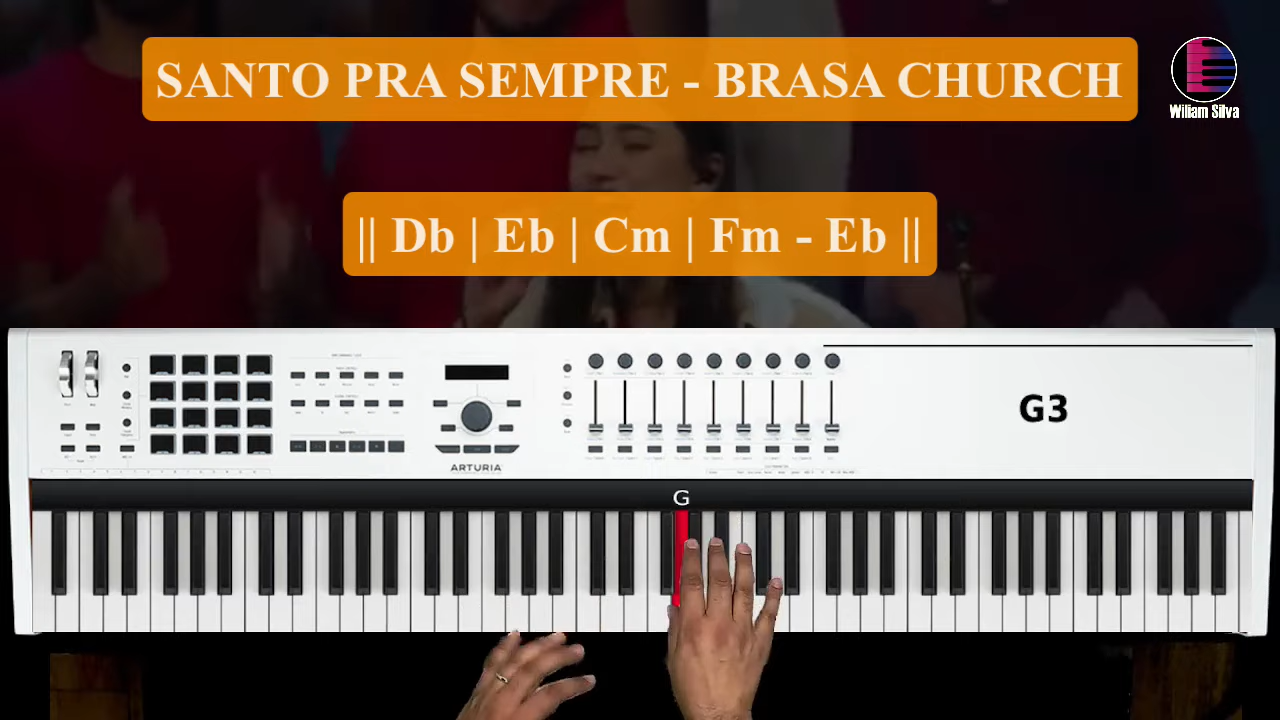 SANTO PRA SEMPRE - BRASA CHURCH
Wiliam Silva
|| Db | Eb | Cm | Fm - Eb ||
G3
ARTURIA
G